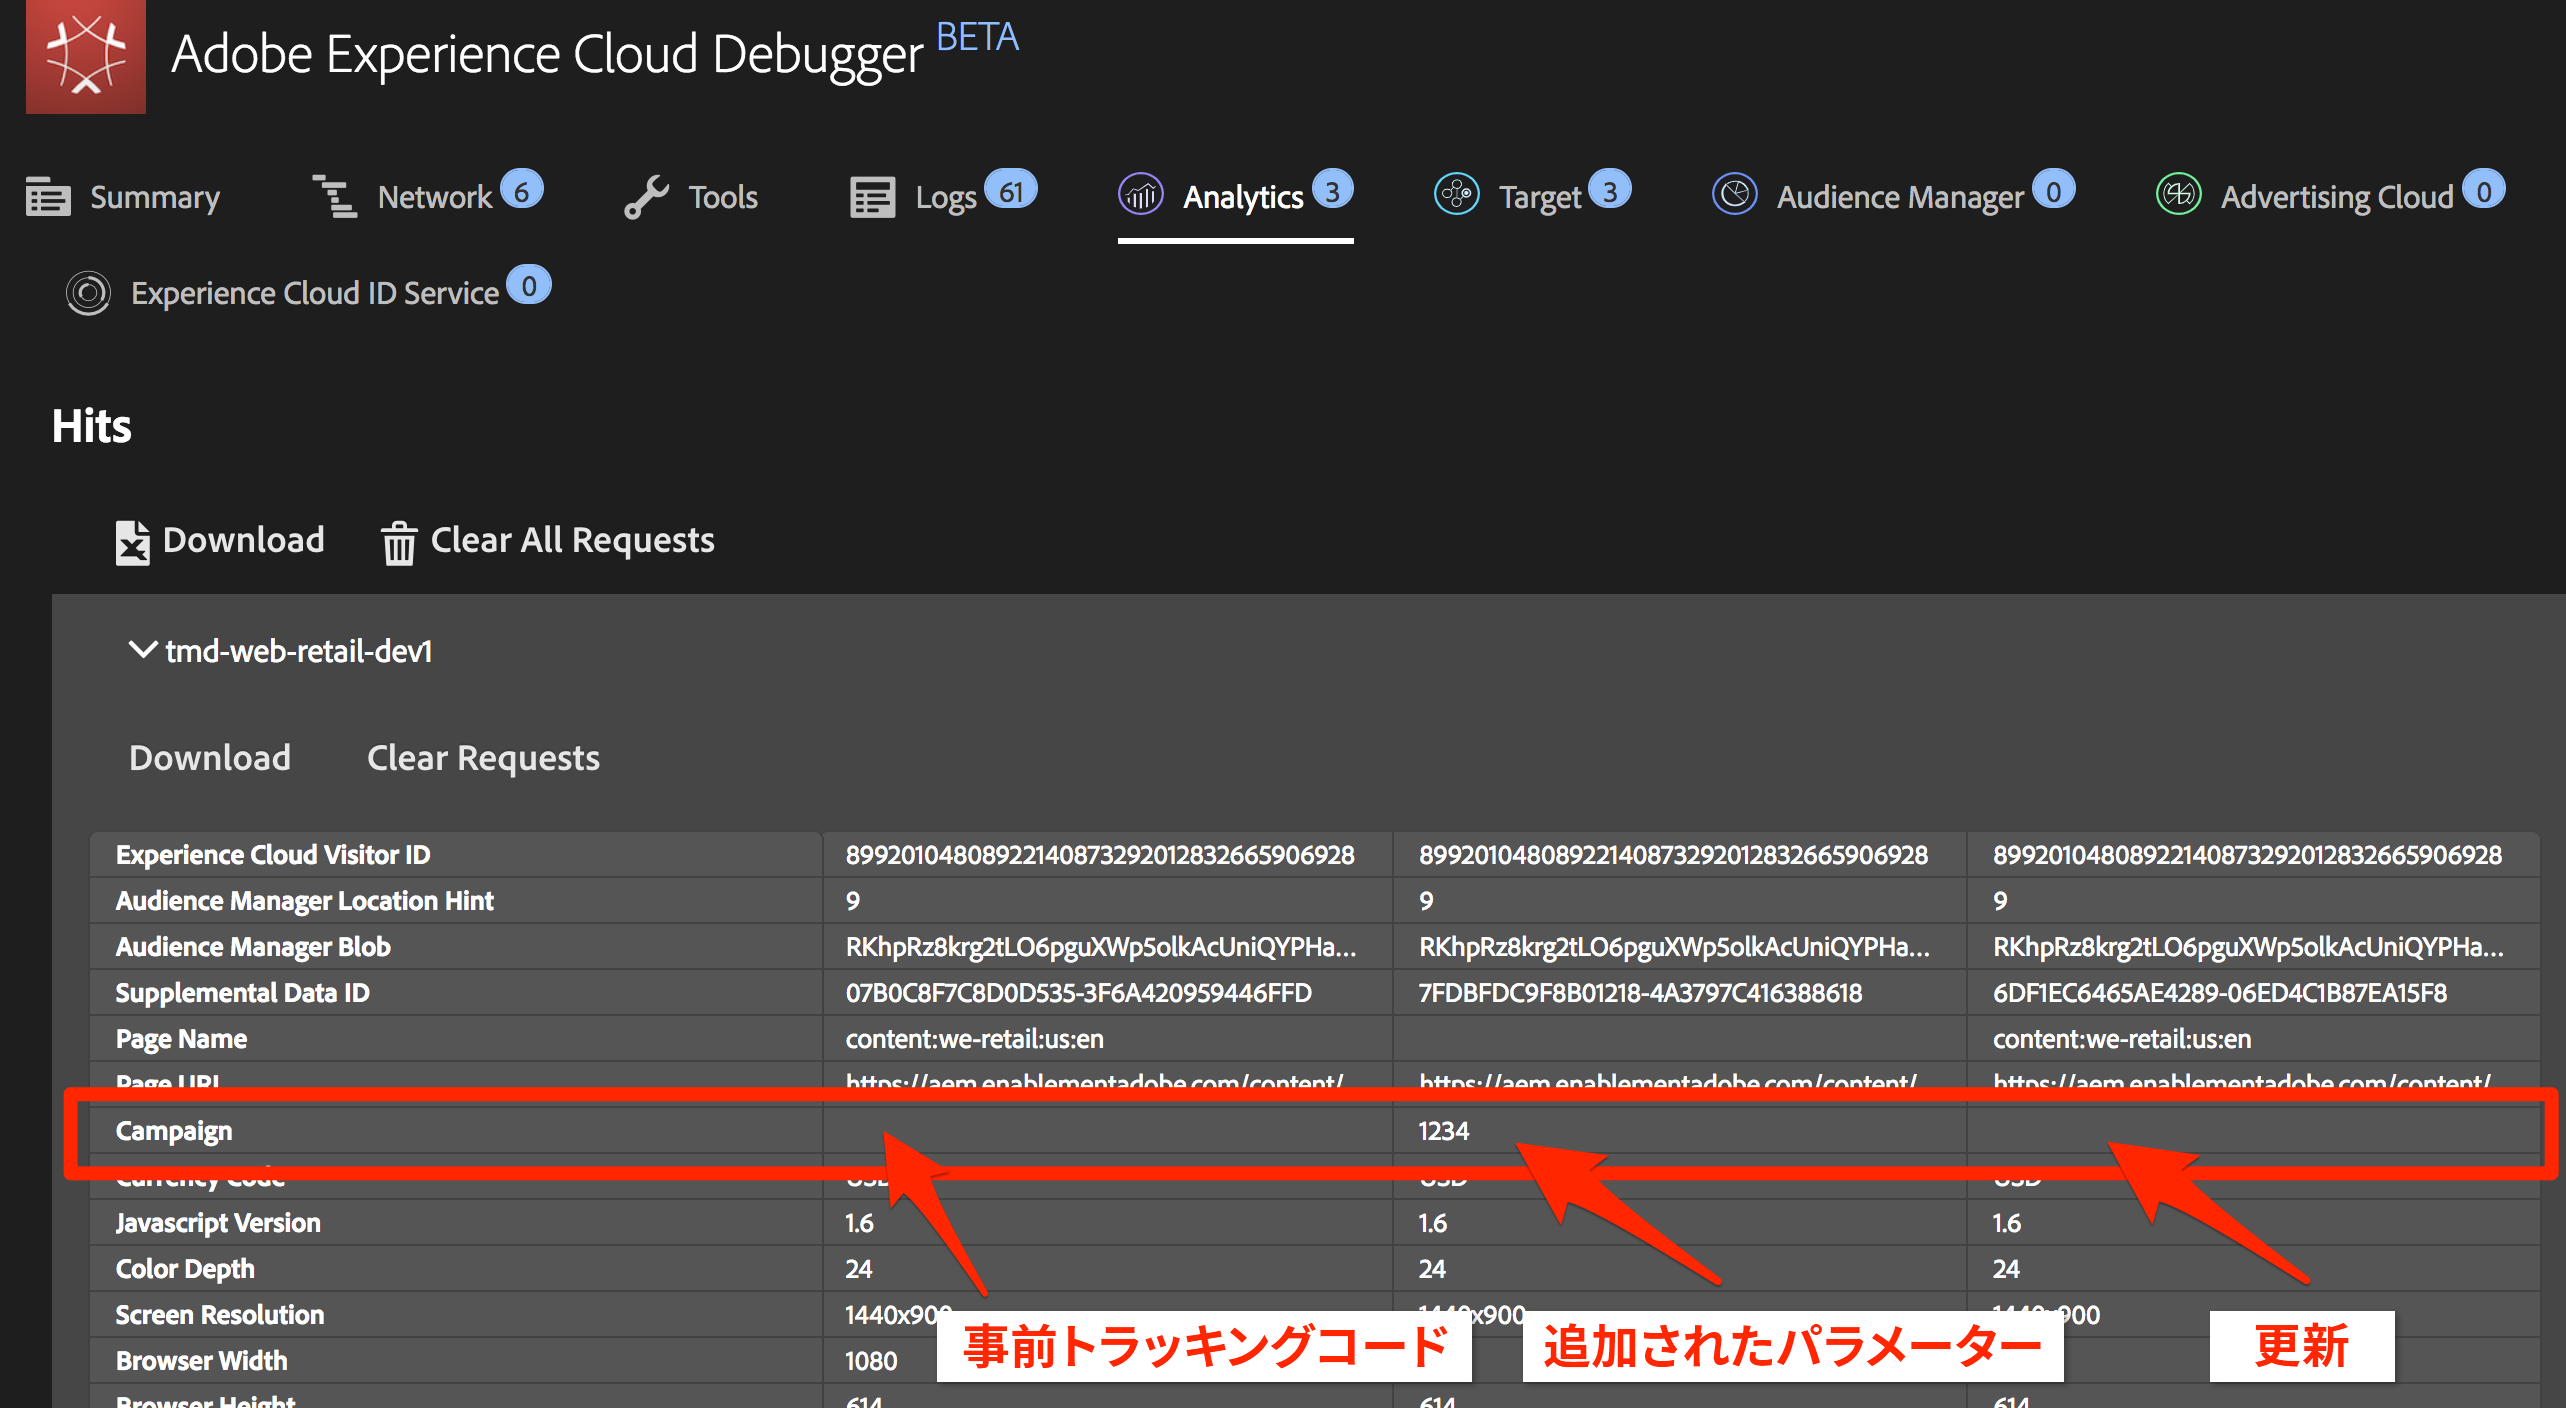 Adobe Experience Cloud Debugger BETA
Summary Network 6 Tools Logs 61 Analytics 3 Target 3 Audience Manager 0 Advertising Cloud 0
Experience Cloud ID Service 0
Hits
Download Clear All Requests
tmd-web-retail-dev1
Download Clear Requests
Experience Cloud Visitor ID 89920104808922140873292012832665906928 89920104808922140873292012832665906928 89920104808922140873292012832665906928
Audience Manager Location Hint 9 9 9
Audience Manager Blob RKhpRz8krg2tLO6pguXWp5olkAcUniQYPHa... RKhpRz8krg2tLO6pguXWp5olkAcUniQYPHa... RKhpRz8krg2tLO6pguXWp5olkAcUniQYPHa...
Supplemental Data ID 07B0C8F7C8D0D535-3F6A420959446FFD 7FDBFDC9F8B01218-4A3797C416388618 6DF1EC6465AE4289-06ED4C1B87EA15F8
Page Name content:we-retail:us:en content:we-retail:us:en
Page URL https://aem.enablementadobe.com/content/ https://aem.enablementadobe.com/content/ https://aem.enablementadobe.com/content/
Campaign 1234
Currency Code USD USD USD
Javascript Version 1.6 1.6 1.6
Color Depth 24 24 24
Screen Resolution 1440x900 1440x900 1440x900
事前トラッキングコード 追加されたパラメーター 更新
Browser Width 1080
Browser Height 614 614 614